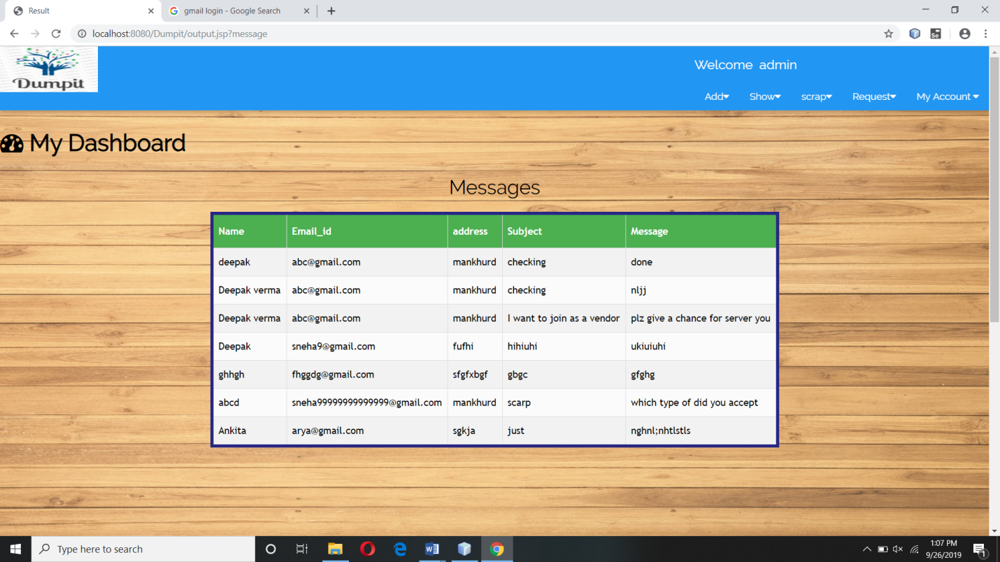 Result
gmail login - Google Search
localhost:8080/Dumpit/output.jsp?message
Se
Dumpit
Welcome admin
Add Show scrap Request My Account
My Dashboard
Messages
Name Email_id address Subject Message
deepak abc@gmail.com mankhurd checking done
Deepak verma abc@gmail.com mankhurd checking nljj
Deepak verma abc@gmail.com mankhurd I want to join as a vendor plz give a chance for server you
Deepak sneha9@gmail.com fufhi hihiuhi ukiuiuhi
ghhgh fhggdg@gmail.com sfgfxbgf gbgc gfghg
abcd sneha99999999999999@gmail.com mankhurd scarp which type of did you accept
Ankita arya@gmail.com sgkja just nghnl;nhtlstls
Type here to search
1:07 PM
9/26/2019
1